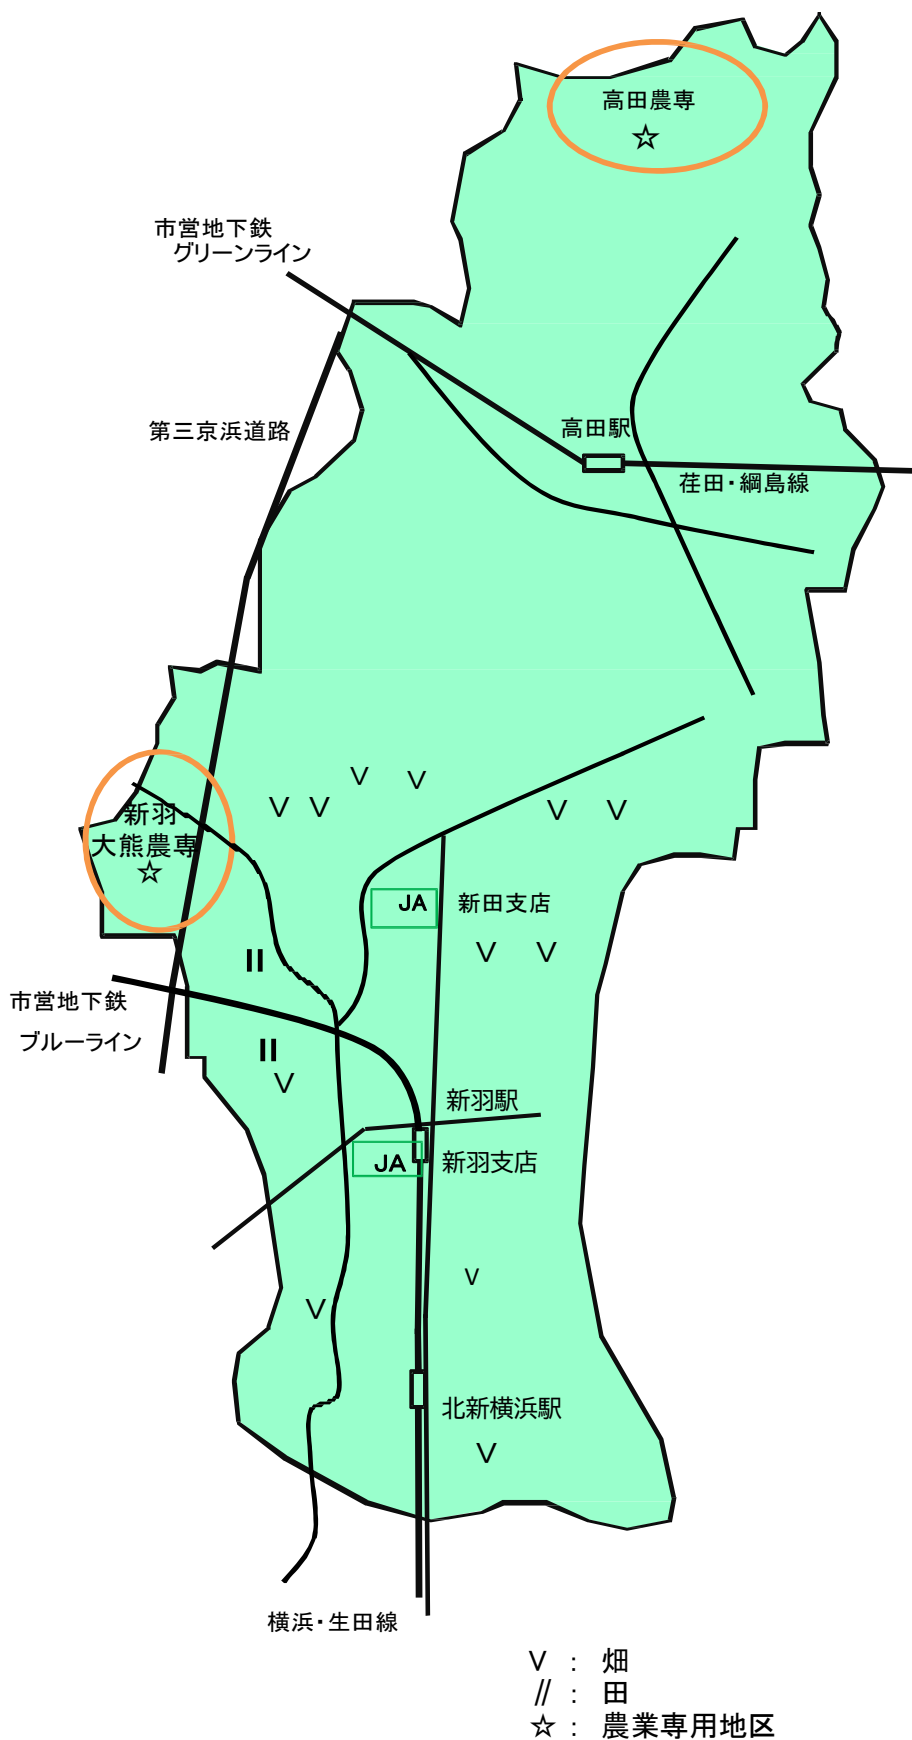 高田農専
☆
市営地下鉄
グリーンライン
第三京浜道路
高田駅
荏田・綱島線
V
V
V
V
V
V
新羽
大熊農専
☆
JA
新田支店
V
V
II
市営地下鉄
ブルーライン
II
V
新羽駅
JA
新羽支店
V
V
北新横浜駅
V
横浜・生田線
V : 畑
// : 田
☆ : 農業専用地区